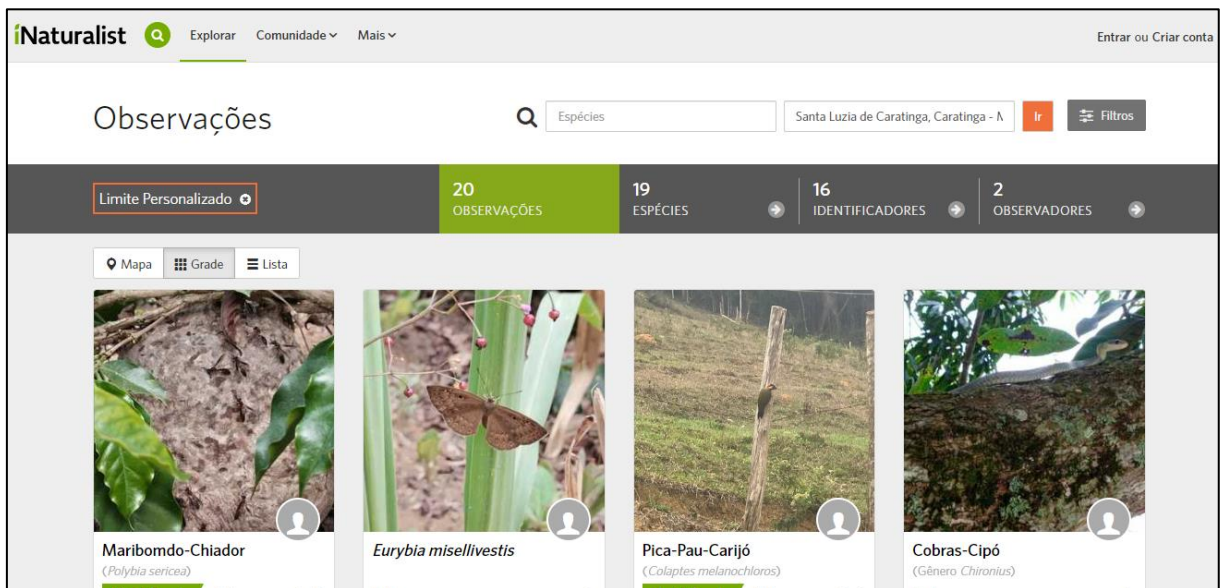 iNaturalist Explorar Comunidade Mais Entrar ou Criar conta
Observações Espécies Santa Luzia de Caratinga, Caratinga - M Ir Filtros
Limite Personalizado
20
OBSERVAÇÕES
19
ESPÉCIES
16
IDENTIFICADORES
2
OBSERVADORES
Mapa Grade Lista
Maribomdo-Chiador
(Polybia sericea)
Eurybia misellivestis
Pica-Pau-Carijó
(Colaptes melanochloros)
Cobras-Cipó
(Gênero Chironius)